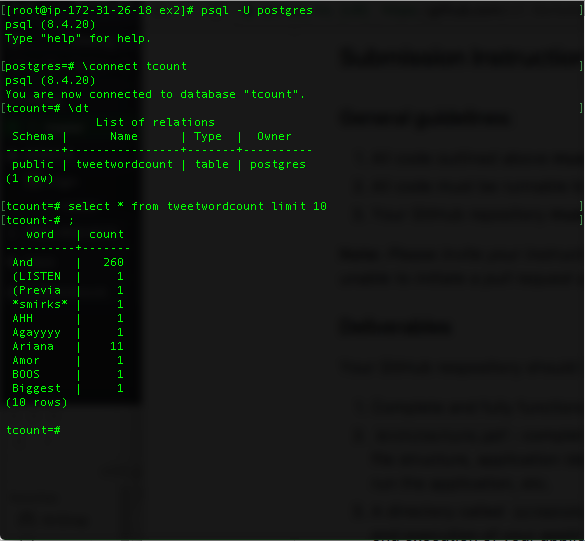 [[root@ip-172-31-26-18 ex2]# psql -U postgres ]
psql (8.4.20)
Type "help" for help.
[postgres=# \connect tcount ]
psql (8.4.20)
You are now connected to database "tcount".
[tcount=# \dt ]
List of relations
Schema | Name | Type | Owner
--------+----------------+-------+----------
public | tweetwordcount | table | postgres
(1 row)
[tcount=# select * from tweetwordcount limit 10 ]
[tcount-# ; ]
word | count
----------+-------
And | 260
(LISTEN | 1
(Previa | 1
*smirks* | 1
AHH | 1
Agayyyy | 1
Ariana | 11
Amor | 1
BOOS | 1
Biggest | 1
(10 rows)
tcount=#
Submission Instruction
General guidelines
Deliverables